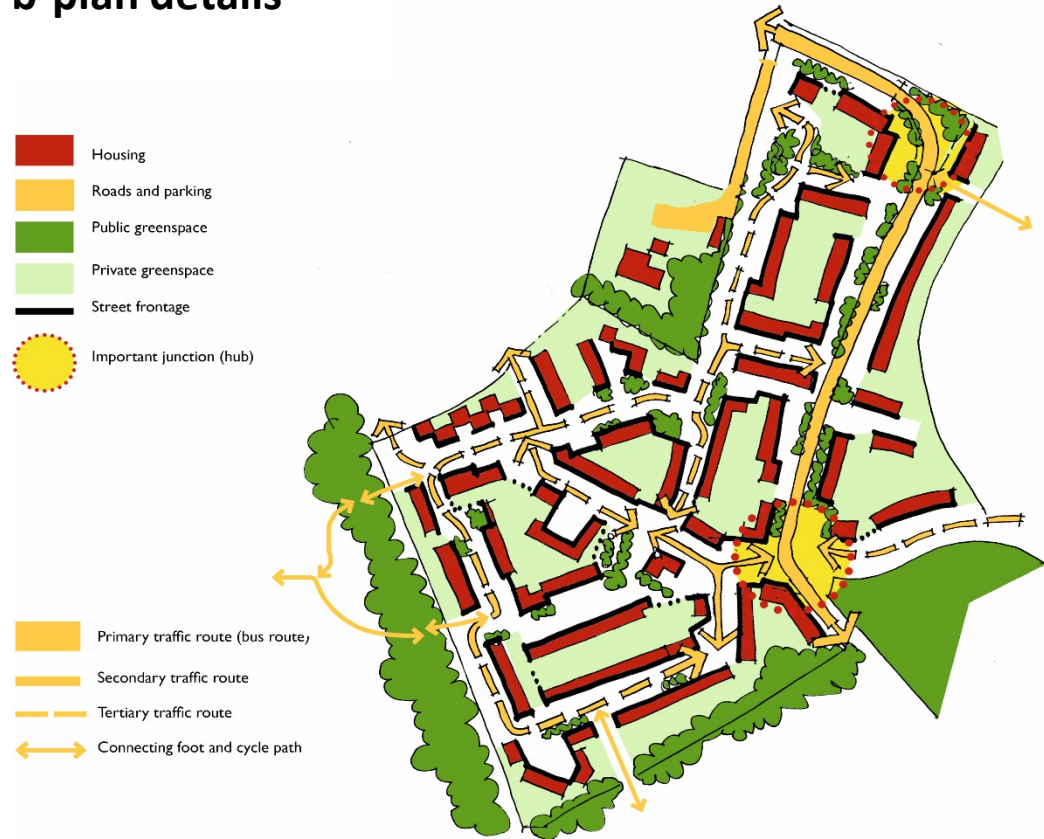 b-plan details
Housing
Roads and parking
Public greenspace
Private greenspace
Street frontage
Important junction (hub)
Primary traffic route (bus route)
Secondary traffic route
Tertiary traffic route
Connecting foot and cycle path